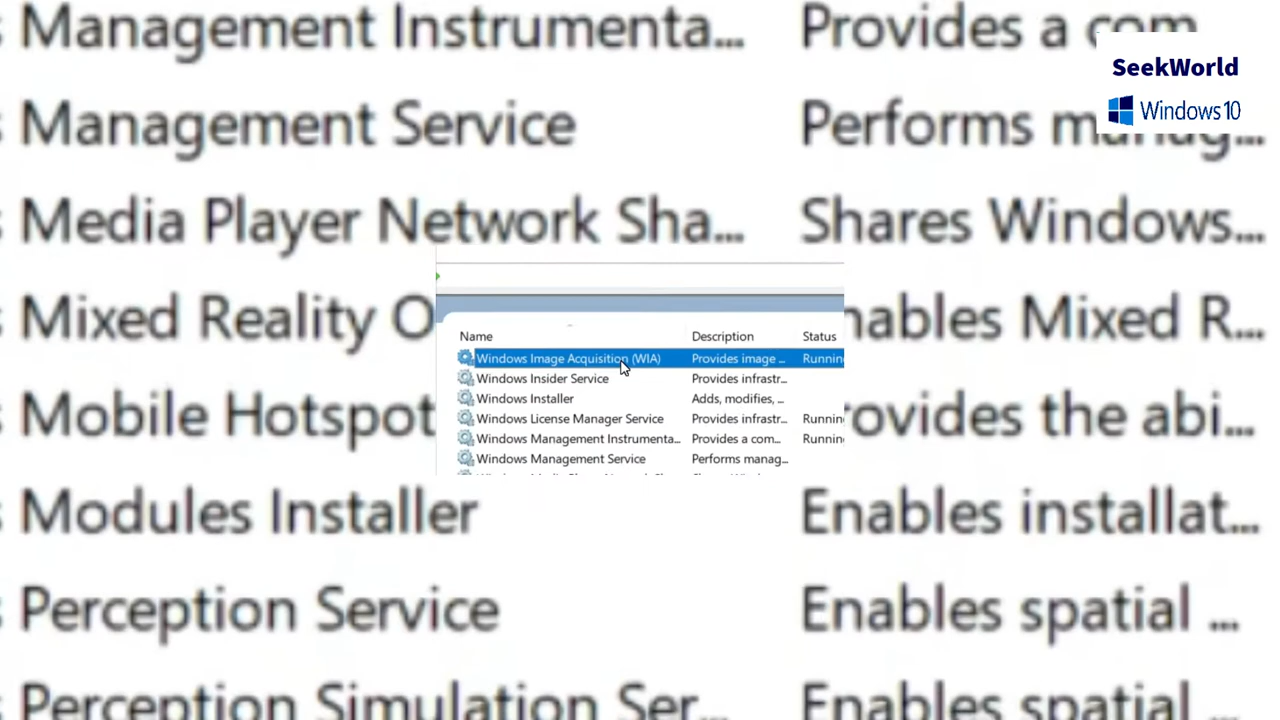 Management Instrumenta... Provides a com
SeekWorld
Windows 10
Management Service Performs manag...
Media Player Network Sha... Shares Windows...
Mixed Reality O nables Mixed R...
Name Description Status
Windows Image Acquisition (WIA) Provides image ... Runnin
Windows Insider Service Provides infrastr...
Windows Installer Adds, modifies, ...
Mobile Hotspot rovides the abi...
Windows License Manager Service Provides infrastr... Runnin
Windows Management Instrumenta... Provides a com... Runnin
Windows Management Service Performs manag...
Modules Installer Enables installat...
Perception Service Enables spatial ...
Perception Simulation Ser... Enables spatial ...